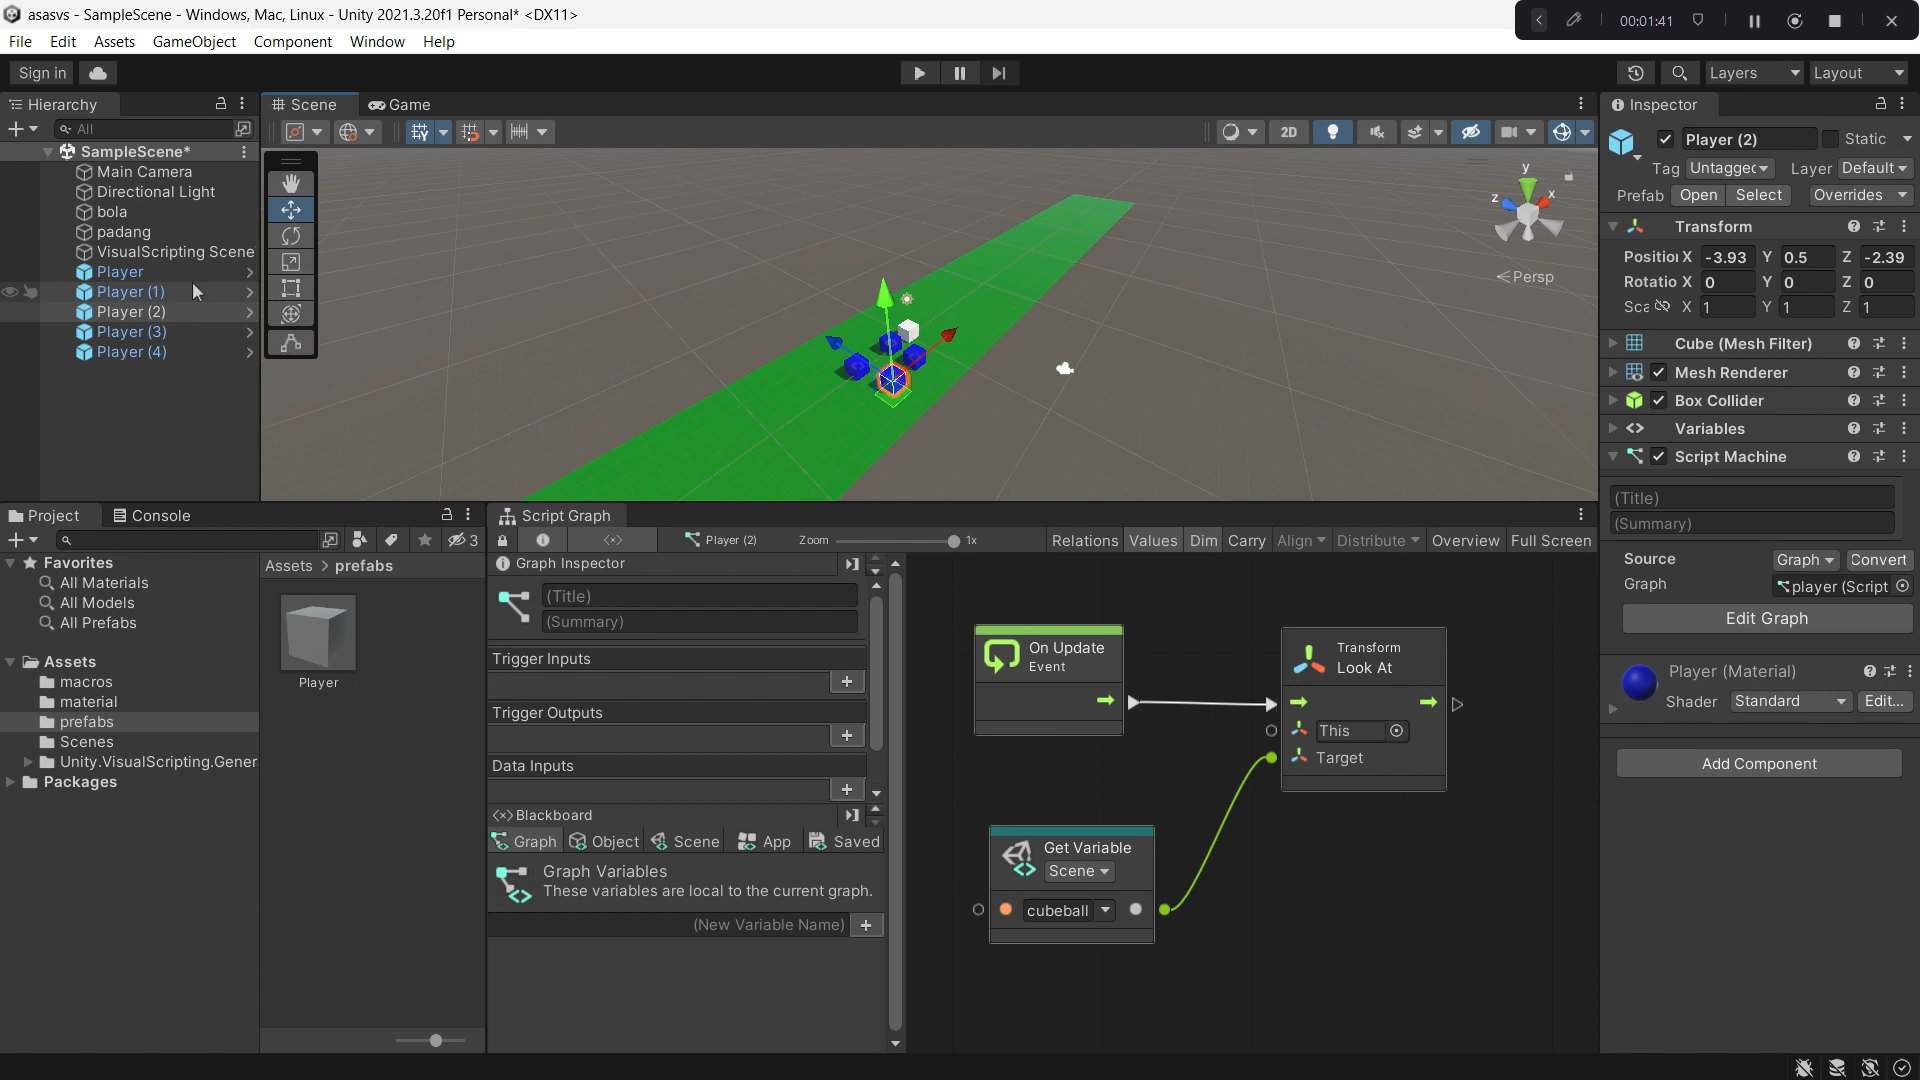 asasvs - SampleScene - Windows, Mac, Linux - Unity 2021.3.20f1 Personal* <DX11>
00:01:41
File Edit Assets GameObject Component Window Help
Sign in
Layers Layout
Hierarchy
All
SampleScene*
Main Camera
Directional Light
bola
padang
VisualScripting Scene
Player
Player (1)
Player (2)
Player (3)
Player (4)
Scene Game
2D
y
x
z
Persp
Inspector
Player (2) Static
Tag Untagged Layer Default
Prefab Open Select Overrides
Transform
Position X -3.93 Y 0.5 Z -2.39
Rotatio X 0 Y 0 Z 0
Sca X 1 Y 1 Z 1
Cube (Mesh Filter)
Mesh Renderer
Box Collider
Variables
Script Machine
(Title)
(Summary)
Source Graph Convert
Graph player (Script
Edit Graph
Player (Material)
Shader Standard Edit...
Add Component
Project Console
3
Favorites
All Materials
All Models
All Prefabs
Assets
macros
material
prefabs
Scenes
Unity.VisualScripting.Gener
Packages
Assets > prefabs
Player
Script Graph
<x> Player (2) Zoom 1x Relations Values Dim Carry Align Distribute Overview Full Screen
Graph Inspector
(Title)
(Summary)
Trigger Inputs
Trigger Outputs
Data Inputs
<x> Blackboard
Graph Object Scene App Saved
Graph Variables
These variables are local to the current graph.
(New Variable Name)
On Update
Event
Transform
Look At
This
Target
Get Variable
Scene
cubeball